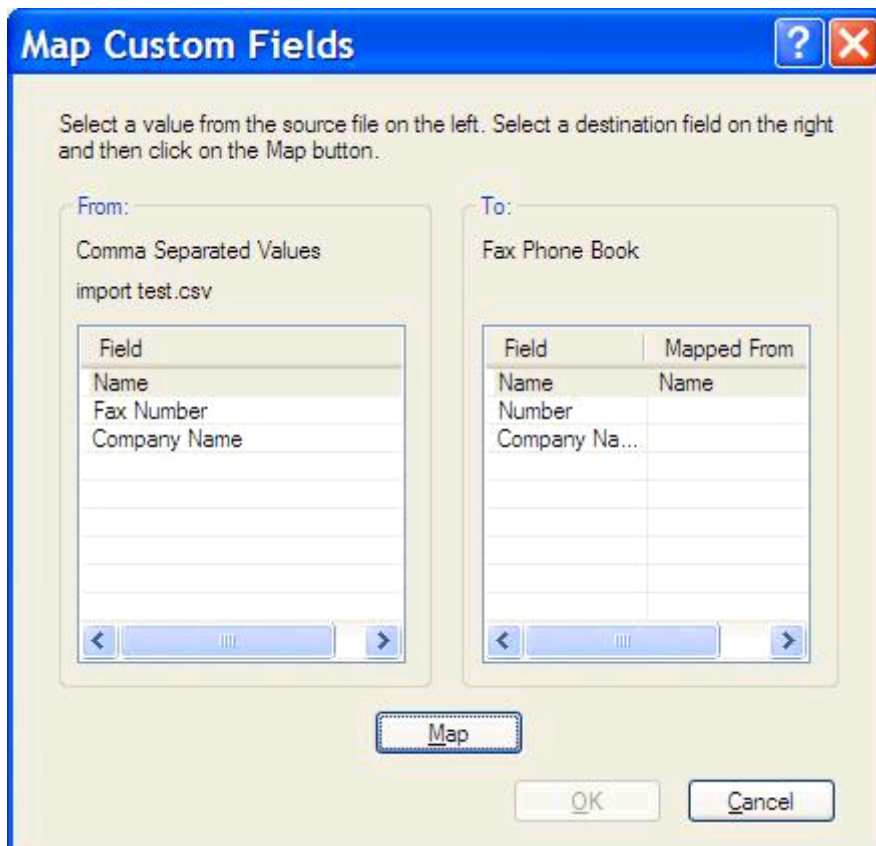 Map Custom Fields
?
Select a value from the source file on the left. Select a destination field on the right
and then click on the Map button.
From:
Comma Separated Values
import test.csv
Field
Name
Fax Number
Company Name
To:
Fax Phone Book
Field Mapped From
Name Name
Number
Company Na...
Map
OK Cancel